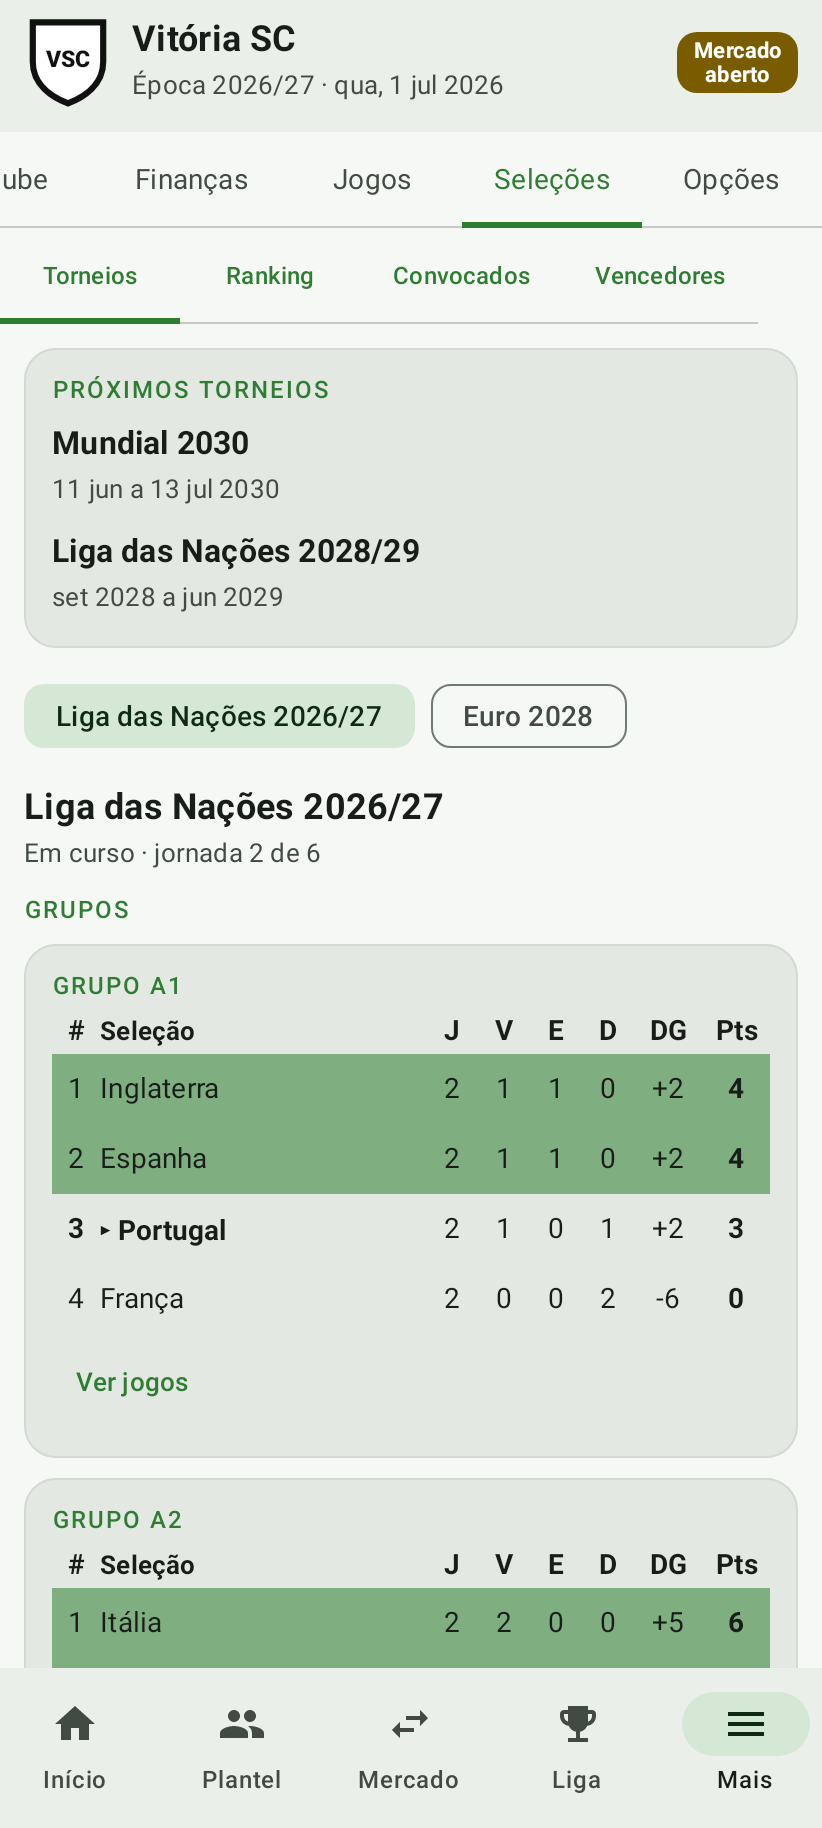 VSC
Vitória SC
Época 2026/27 · qua, 1 jul 2026
Mercado
aberto
ube Finanças Jogos Seleções Opções
Torneios Ranking Convocados Vencedores
PRÓXIMOS TORNEIOS
Mundial 2030
11 jun a 13 jul 2030
Liga das Nações 2028/29
set 2028 a jun 2029
Liga das Nações 2026/27 Euro 2028
Liga das Nações 2026/27
Em curso · jornada 2 de 6
GRUPOS
GRUPO A1
# Seleção J V E D DG Pts
1 Inglaterra 2 1 1 0 +2 4
2 Espanha 2 1 1 0 +2 4
3 ▸ Portugal 2 1 0 1 +2 3
4 França 2 0 0 2 -6 0
Ver jogos
GRUPO A2
# Seleção J V E D DG Pts
1 Itália 2 2 0 0 +5 6
Início Plantel Mercado Liga Mais